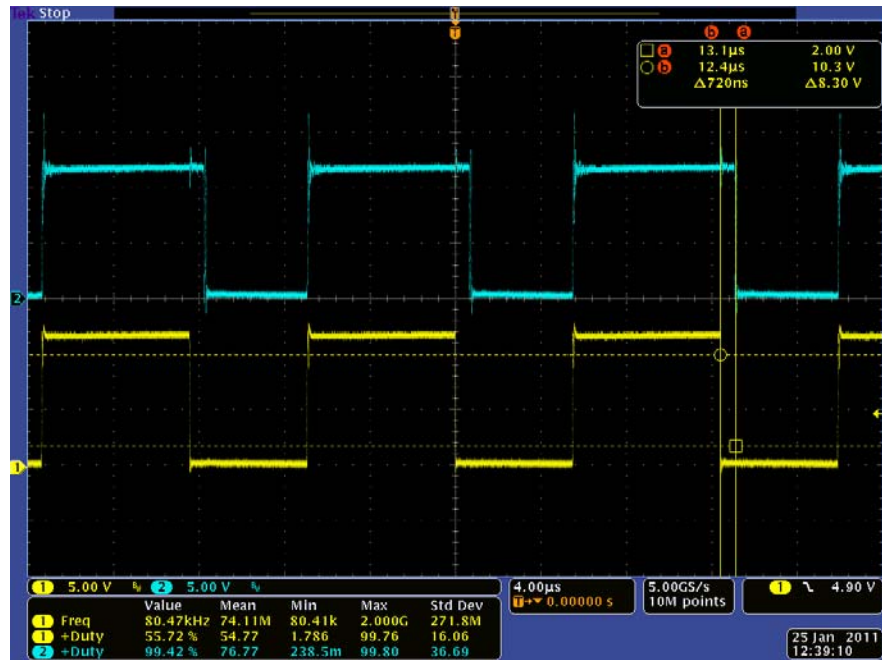 Tek Stop
T
T
b a
a 13.1µs 2.00 V
b 12.4µs 10.3 V
Δ720ns Δ8.30 V
2
1
1 5.00 V BW 2 5.00 V BW
4.00µs
T→▼ 0.00000 s
5.00GS/s
10M points
1 4.90 V
Value Mean Min Max Std Dev
1 Freq 80.47kHz 74.11M 80.41k 2.000G 271.8M
1 +Duty 55.72 % 54.77 1.786 99.76 16.06
2 +Duty 99.42 % 76.77 238.5m 99.80 36.69
25 Jan 2011
12:39:10